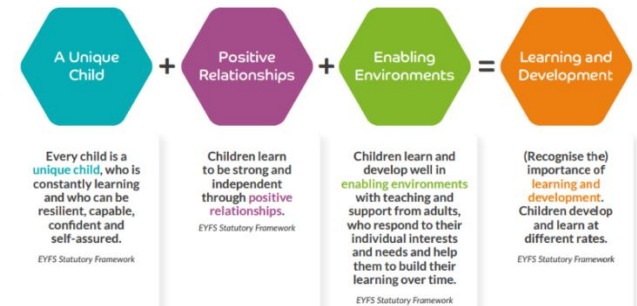 A Unique
Child
+
Positive
Relationships
+
Enabling
Environments
=
Learning and
Development
Every child is a
unique child, who is
constantly learning
and who can be
resilient, capable,
confident and
self-assured.
EYFS Statutory Framework
Children learn
to be strong and
independent
through positive
relationships.
EYFS Statutory Framework
Children learn and
develop well in
enabling environments
with teaching and
support from adults,
who respond to their
individual interests
and needs and help
them to build their
learning over time.
EYFS Statutory Framework
(Recognise the)
importance of
learning and
development.
Children develop
and learn at
different rates.
EYFS Statutory Framework